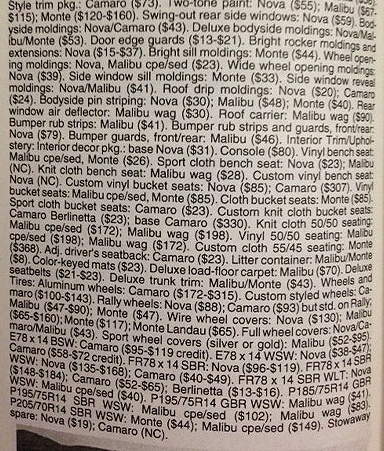 Style trim pkg.: Camaro ($73). Two-tone paint: Nova ($55); Malibu
$115); Monte ($120-$160). Swing-out rear side windows: Nova ($59). Bod-
yside moldings: Nova/Camaro ($43). Deluxe bodyside moldings: Nova/Mal-
ibu/Monte ($53). Door edge guards ($13-$21). Bright rocker moldings and
extensions: Nova ($15-$37). Bright sill moldings: Monte ($44). Wheel open-
ing moldings: Nova, Malibu cpe/sed ($23). Wide wheel opening moldings:
Nova ($39). Side window sill moldings: Monte ($33). Side window reveal
moldings: Nova/Malibu ($41). Roof drip moldings: Nova ($20); Camaro
($24). Bodyside pin striping: Nova ($30); Malibu ($48); Monte ($40). Rear
window air deflector: Malibu wag ($30). Roof carrier: Malibu wag ($90).
Bumper rub strips: Malibu ($41). Bumper rub strips and guards, front/rear:
Nova ($79). Bumper guards, front/rear: Malibu ($46). Interior Trim/Uphol-
stery: Interior decor pkg.: base Nova ($31). Console ($80). Vinyl bench seat:
Malibu cpe/sed, Monte ($26). Sport cloth bench seat: Nova ($23); Malibu
(NC). Knit cloth bench seat: Malibu wag ($28). Custom vinyl bench seat:
Nova (NC). Custom vinyl bucket seats: Nova ($85); Camaro ($307). Vinyl
bucket seats: Malibu cpe/sed, Monte ($85). Cloth bucket seats: Monte ($85).
Sport cloth bucket seats: Camaro ($23). Custom knit cloth bucket seats:
Camaro Berlinetta ($23); base Camaro ($330). Knit cloth 50/50 seating:
Malibu cpe/sed ($172); Malibu wag ($198). Vinyl 50/50 seating: Malibu
cpe/sed ($198); Malibu wag ($172). Custom cloth 55/45 seating: Monte
($368). Adj. driver's seatback: Camaro ($23). Litter container: Malibu/Monte
($8). Color-keyed mats ($23). Deluxe load-floor carpet: Malibu ($70). Deluxe
seatbelts ($21-$23). Deluxe trunk trim: Malibu/Monte ($43). Wheels and
Tires: Aluminum wheels: Camaro ($172-$315). Custom styled wheels: Ca-
maro ($100-$143). Rally wheels: Nova ($88); Camaro ($93) but std. on Rally;
Malibu ($47-$90); Monte ($47). Wire wheel covers: Nova ($130); Malibu
($65-$160); Monte ($117); Monte Landau ($65). Full wheel covers: Nova/Ca-
maro/Malibu ($43). Sport wheel covers (silver or gold): Malibu ($52-$95).
E78 x 14 BSW: Camaro ($95-$119 credit). E78 x 14 WSW: Nova ($38-$47);
Camaro ($58-$72 credit). FR78 x 14 SBR: Nova ($96-$119). FR78 x 14 SBR
WSW: Nova ($135-$168); Camaro ($40-$49). FR78 x 14 SBR WLT: Nova
($148-$184); Camaro ($52-$65); Berlinetta ($13-$16). P185/75R14 GBR
WSW: Malibu cpe/sed ($40). P195/75R14 GBR WSW: Malibu wag ($41).
P195/75R14 SBR WSW: Malibu cpe/sed ($102); Malibu wag ($83).
P205/70R14 SBR WSW: Monte ($44); Malibu cpe/sed ($149). Stowaway
spare: Nova ($19); Camaro (NC).